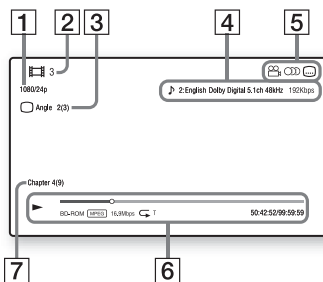 1 2 3 4 5
3
1080/24p
2:English Dolby Digital 5.1ch 48kHz 192Kbps
Angle 2(3)
Chapter 4(9)
BD-ROM MPEG 16.9Mbps T 50:42:52/99:59:59
7 6